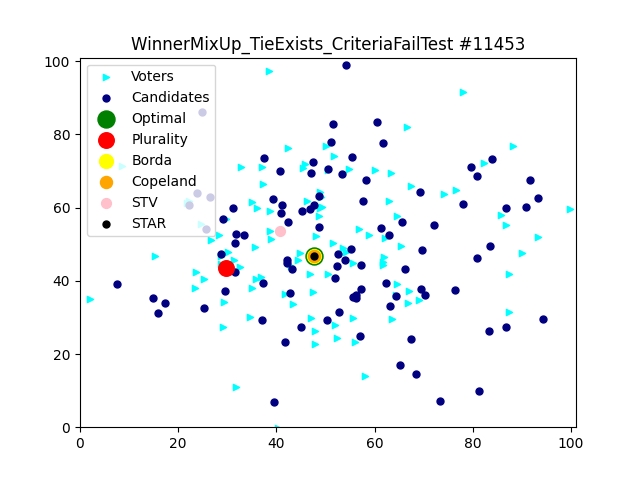 WinnerMixUp_TieExists_CriteriaFailTest #11453
Voters
Candidates
Optimal
Plurality
Borda
Copeland
STV
STAR
100
80
60
40
20
0
0 20 40 60 80 100